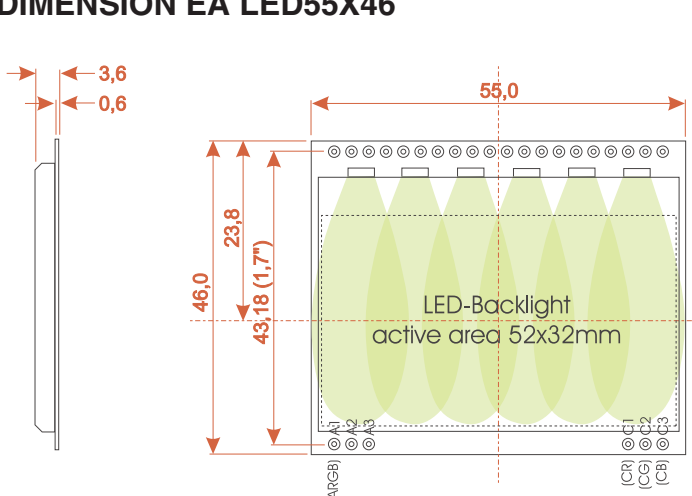 DIMENSION EA LED55X46
3,6
0,6
55,0
23,8
46,0
43,18 (1,7")
LED-Backlight
active area 52x32mm
A1
A2
A3
C1
C2
C3
(CR)
(CG)
(CB)